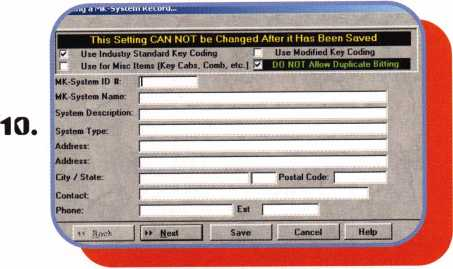 ing a MK-System Record...
This Setting CAN NOT be Changed After it Has Been Saved
Use Industry Standard Key Coding
Use Modified Key Coding
Use for Misc Items (Key Cabs, Comb, etc.)
DO NOT Allow Duplicate Bitting
MK-System ID #:
MK-System Name:
System Description:
10.
System Type:
Address:
Address:
City / State:
Postal Code:
Contact:
Phone:
Ext
Back
Next
Save
Cancel
Help